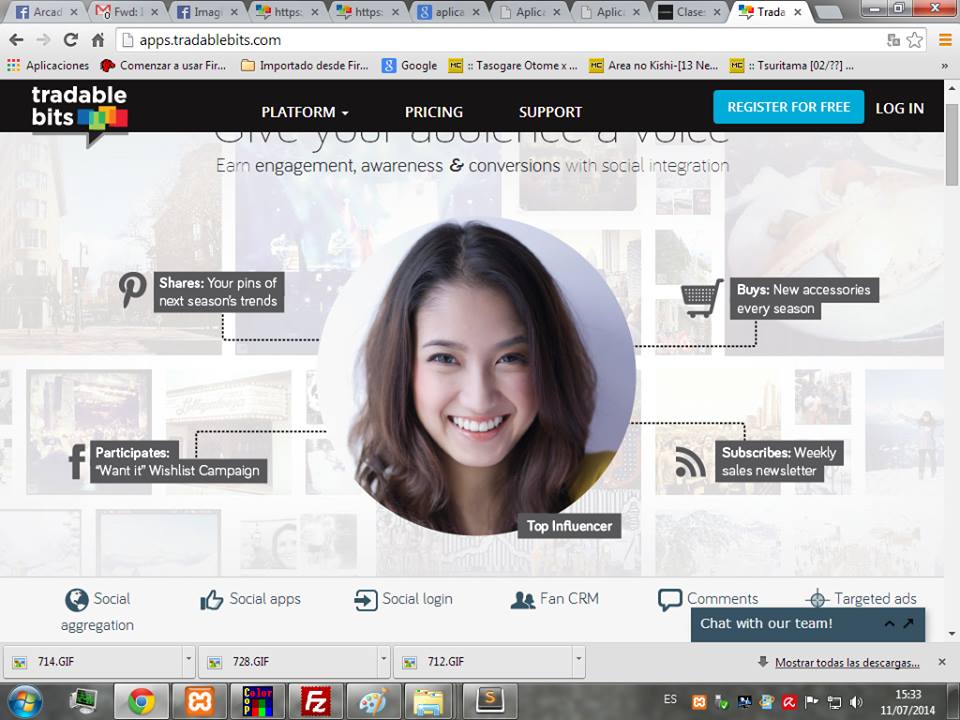 Arcad
Fwd: I
Imagi
https:
https:
aplica
Aplica
Aplica
Clase:
Trada
apps.tradablebits.com
Aplicaciones
Comenzar a usar Fir...
Importado desde Fir...
Google
:: Tasogare Otome x ...
Area no Kishi-[13 Ne...
:: Tsuritama [02/??] ...
»
tradable
bits
PLATFORM
PRICING
SUPPORT
REGISTER FOR FREE
LOG IN
Give your audience a voice
Earn engagement, awareness & conversions with social integration
Shares: Your pins of
next season's trends
Buys: New accessories
every season
Participates:
"Want it" Wishlist Campaign
Subscribes: Weekly
sales newsletter
Top Influencer
Social
aggregation
Social apps
Social login
Fan CRM
Comments
Targeted ads
Chat with our team!
714.GIF
728.GIF
712.GIF
Mostrar todas las descargas...
Color
Cop
Fz
S
ES
15:33
11/07/2014